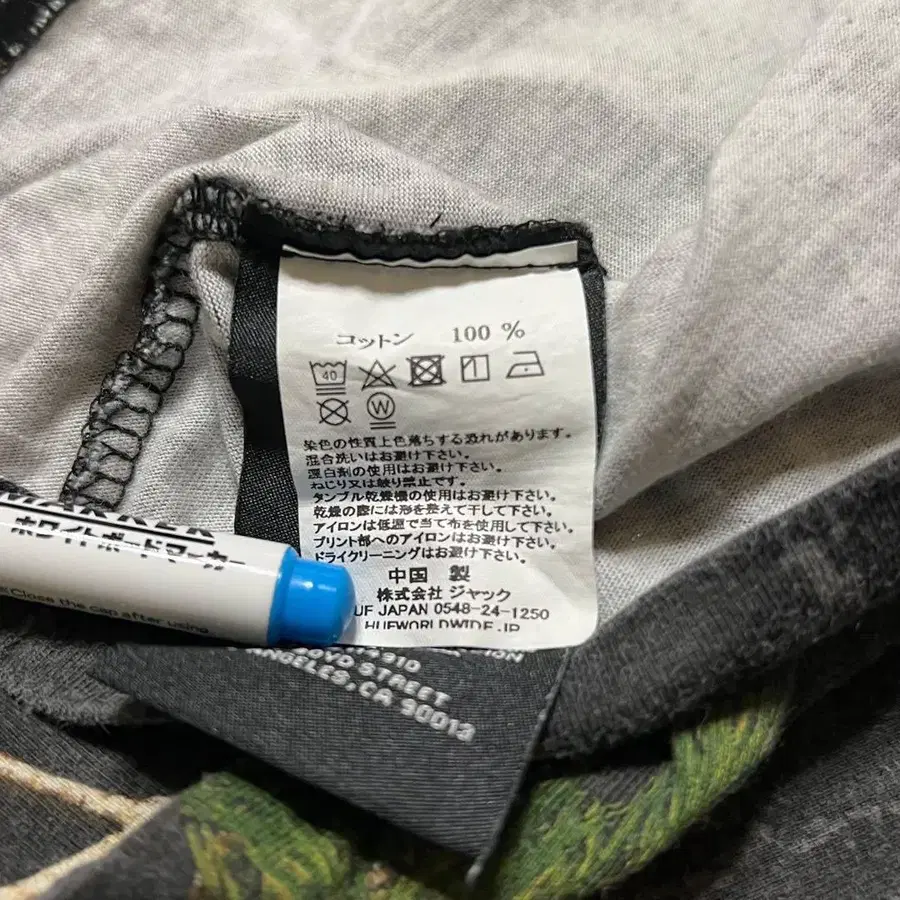 コットン 100 %
40
W
染色の性質上色落ちする恐れがあります。
混合洗いはお避け下さい。
漂白剤の使用はお避け下さい。
ねじり又は絞り禁止です。
タンブル乾燥機の使用はお避け下さい。
乾燥の際には形を整えて干して下さい。
アイロンは低温で当て布を使用して下さい。
プリント部へのアイロンはお避け下さい。
ドライクリーニングはお避け下さい。
中国 製
株式会社 ジャック
UF JAPAN 0548-24-1250
HUFWORLDWIDE.JP
ホワイトボードマーカー
Close the cap after using
BOYD STREET
ANGELES, CA 90013